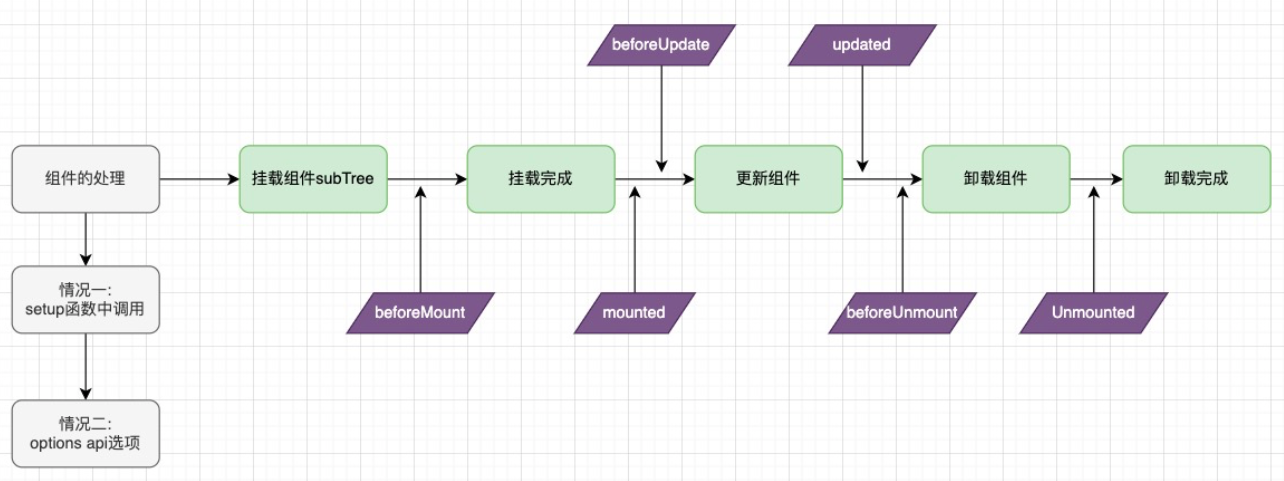 beforeUpdate
updated
组件的处理
挂载组件subTree
挂载完成
更新组件
卸载组件
卸载完成
情况一:
setup函数中调用
beforeMount
mounted
beforeUnmount
Unmounted
情况二:
options api选项